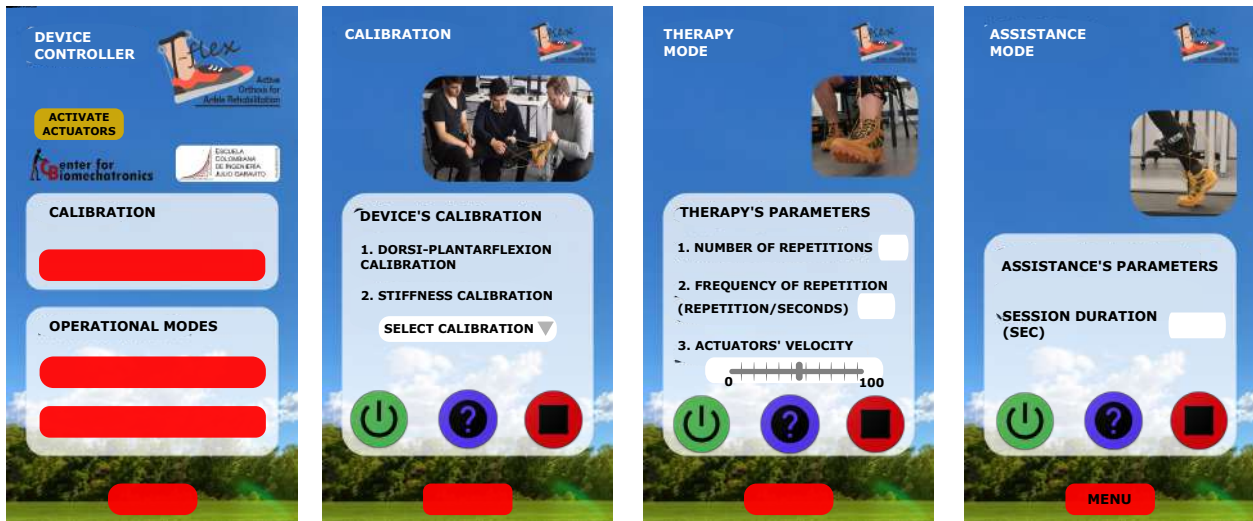 DEVICE
CONTROLLER
T-Flex
Active
Orthosis for
Ankle Rehabilitation
ACTIVATE
ACTUATORS
Center for
Biomechatronics
ESCUELA
COLOMBIANA
DE INGENIERÍA
JULIO GARAVITO
CALIBRATION
OPERATIONAL MODES
CALIBRATION
DEVICE'S CALIBRATION
1. DORSI-PLANTARFLEXION
CALIBRATION
2. STIFFNESS CALIBRATION
SELECT CALIBRATION
?
THERAPY
MODE
THERAPY'S PARAMETERS
1. NUMBER OF REPETITIONS
2. FREQUENCY OF REPETITION
(REPETITION/SECONDS)
3. ACTUATORS' VELOCITY
0 100
?
ASSISTANCE
MODE
ASSISTANCE'S PARAMETERS
SESSION DURATION
(SEC)
?
MENU